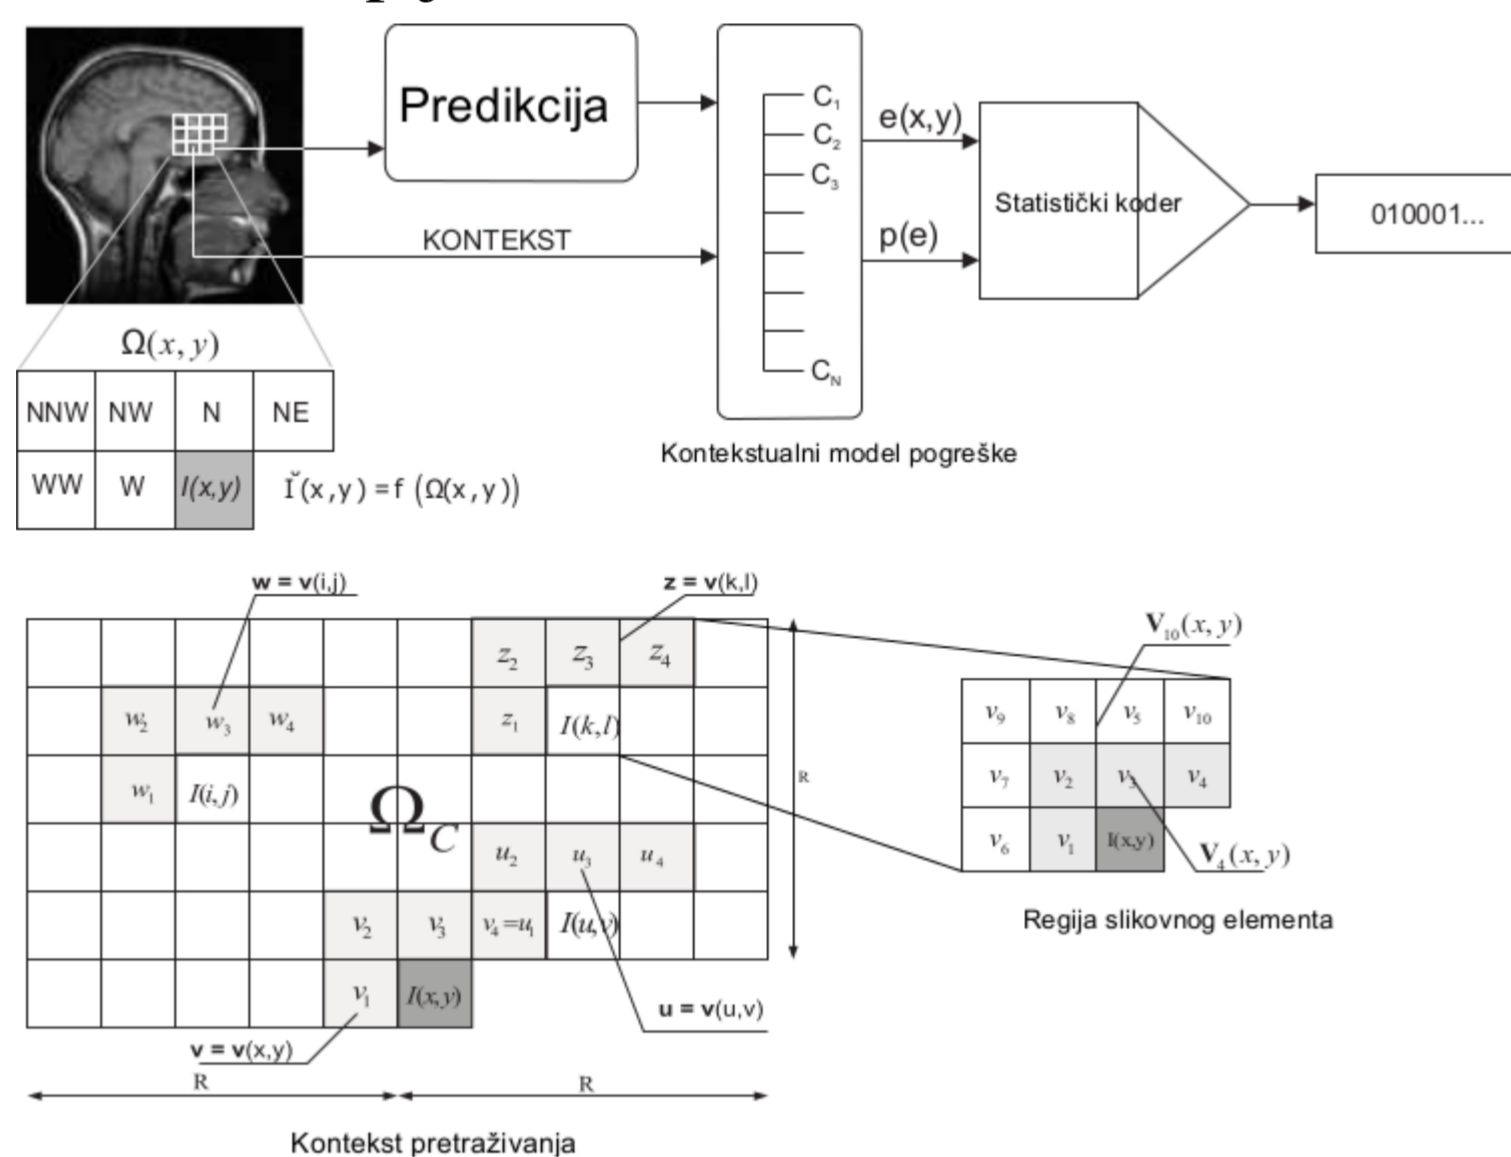 Predikcija
C₁
C₂
C₃
C_N
e(x,y)
p(e)
Statistički koder
010001...
KONTEKST
Kontekstualni model pogreške
Ω(x, y)
NNW NW N NE
WW W I(x,y)
Ĭ(x,y)=f(Ω(x,y))
w = v(i,j)
z = v(k,l)
z₂ z₃ z₄
w₂ w₃ w₄ z₁ I(k,l)
w₁ I(i,j)
Ω_C
u₂ u₃ u₄
v₂ v₃ v₄=u₁ I(u,v)
v₁ I(x,y)
u = v(u,v)
v = v(x,y)
R
R R
Kontekst pretraživanja
V₁₀(x, y)
v₉ v₈ v₅ v₁₀
v₇ v₂ v₃ v₄
v₆ v₁ I(x,y)
V₄(x, y)
Regija slikovnog elementa